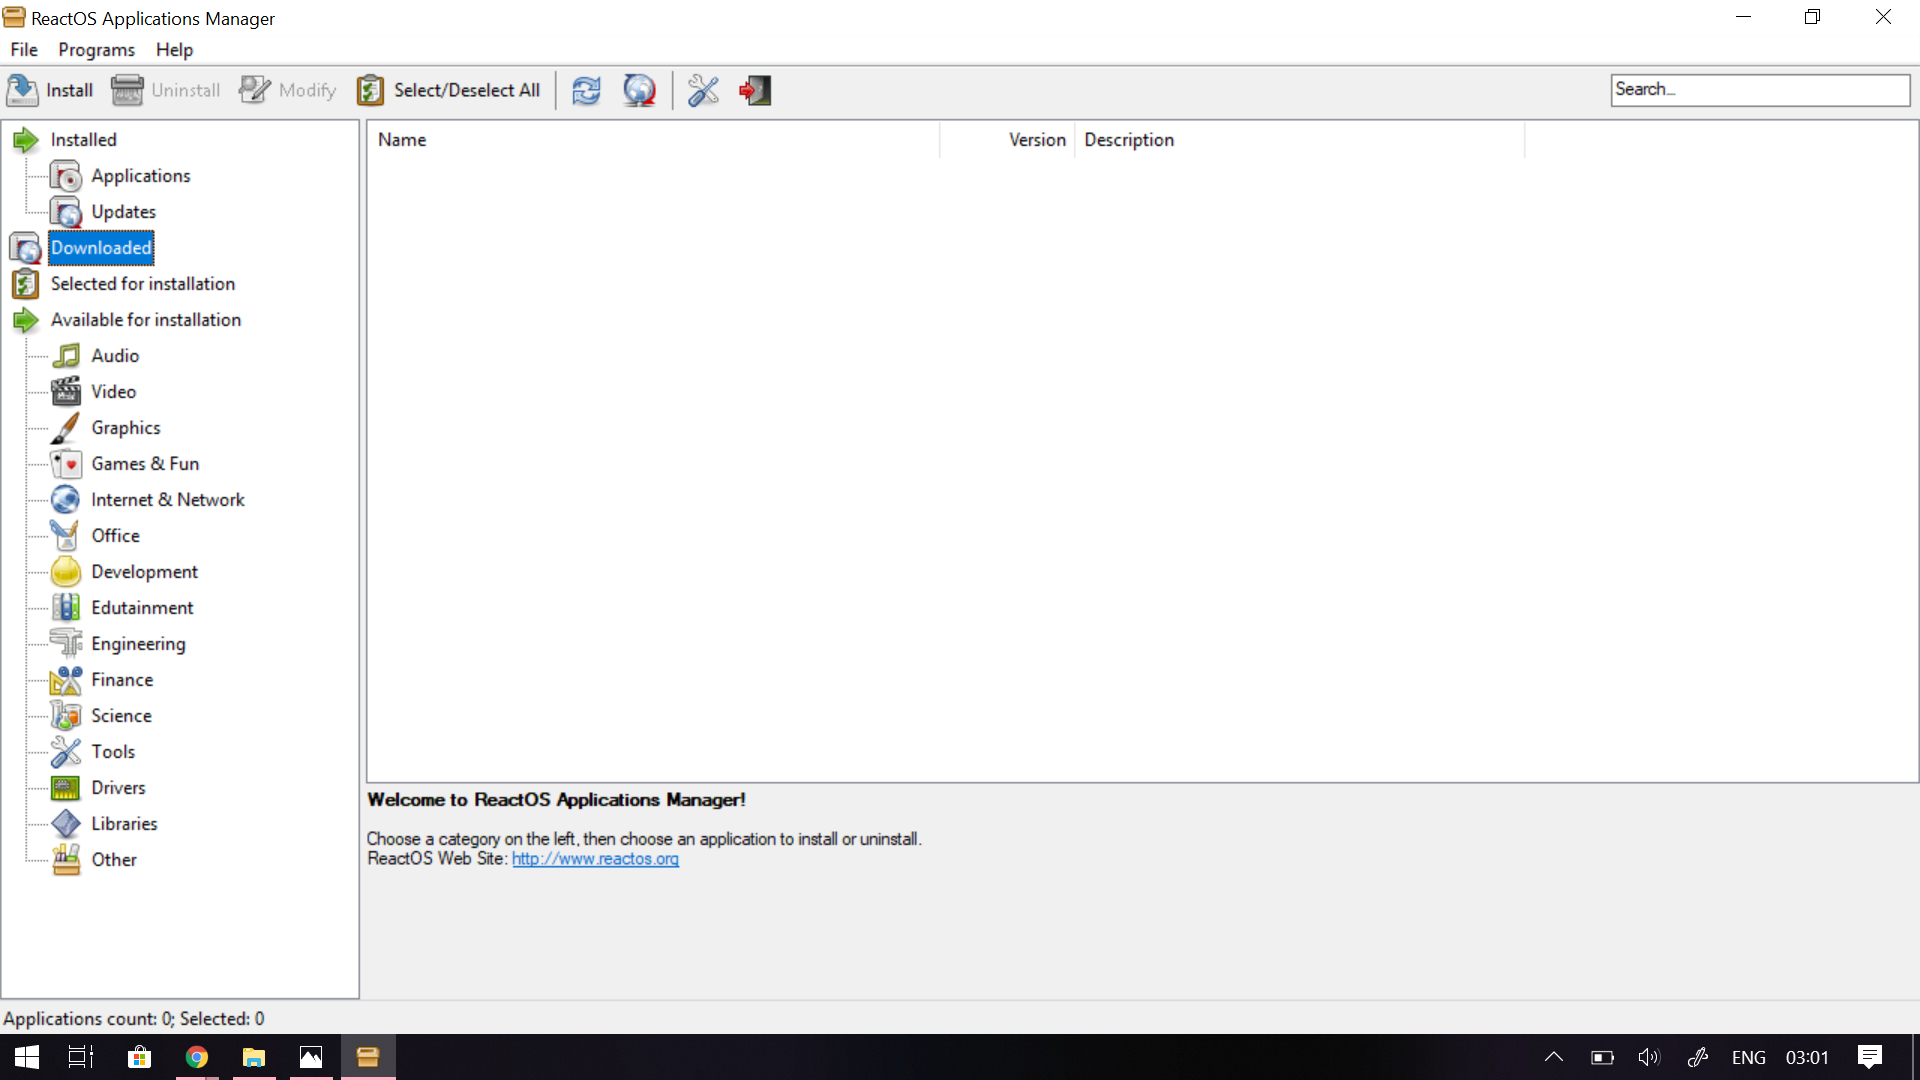 ReactOS Applications Manager
File Programs Help
Install Uninstall Modify Select/Deselect All Search...
Installed
Applications
Updates
Downloaded
Selected for installation
Available for installation
Audio
Video
Graphics
Games & Fun
Internet & Network
Office
Development
Edutainment
Engineering
Finance
Science
Tools
Drivers
Libraries
Other
Name Version Description
Welcome to ReactOS Applications Manager!
Choose a category on the left, then choose an application to install or uninstall.
ReactOS Web Site: http://www.reactos.org
Applications count: 0; Selected: 0
ENG 03:01